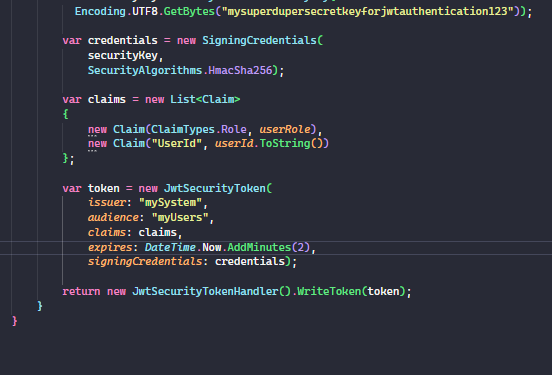 Encoding.UTF8.GetBytes("mysuperdupersecretkeyforjwtauthentication123"));
var credentials = new SigningCredentials(
securityKey,
SecurityAlgorithms.HmacSha256);
var claims = new List<Claim>
{
new Claim(ClaimTypes.Role, userRole),
new Claim("UserId", userId.ToString())
};
var token = new JwtSecurityToken(
issuer: "mySystem",
audience: "myUsers",
claims: claims,
expires: DateTime.Now.AddMinutes(2),
signingCredentials: credentials);
return new JwtSecurityTokenHandler().WriteToken(token);
}
}